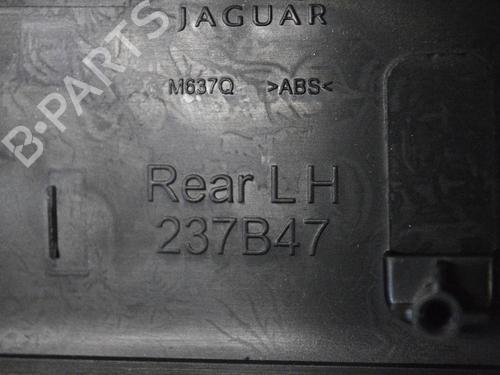 JAGUAR
M637Q >ABS<
Rear LH
237B47
B-PARTS